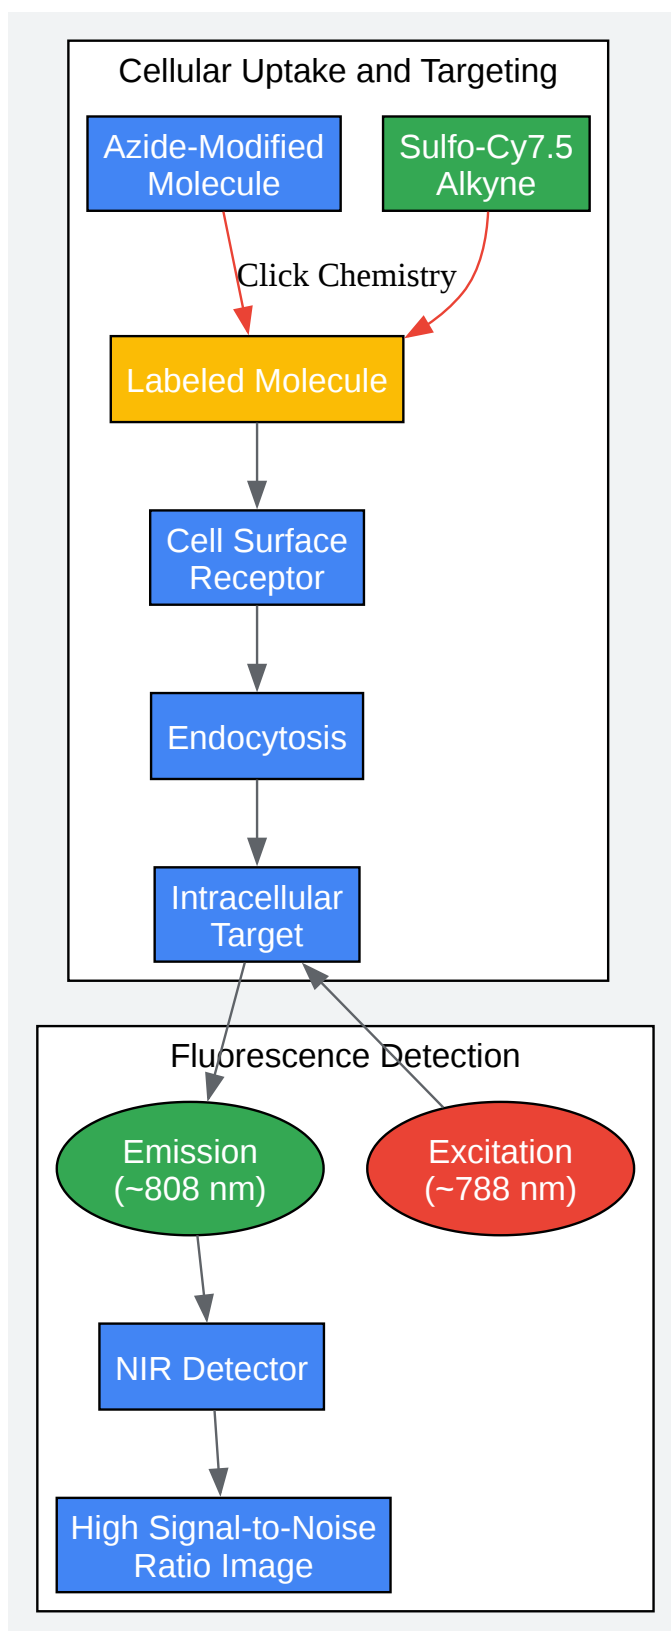 Cellular Uptake and Targeting
Azide-Modified
Molecule
Sulfo-Cy7.5
Alkyne
Click Chemistry
Labeled Molecule
Cell Surface
Receptor
Endocytosis
Intracellular
Target
Fluorescence Detection
Emission
(~808 nm)
Excitation
(~788 nm)
NIR Detector
High Signal-to-Noise
Ratio Image